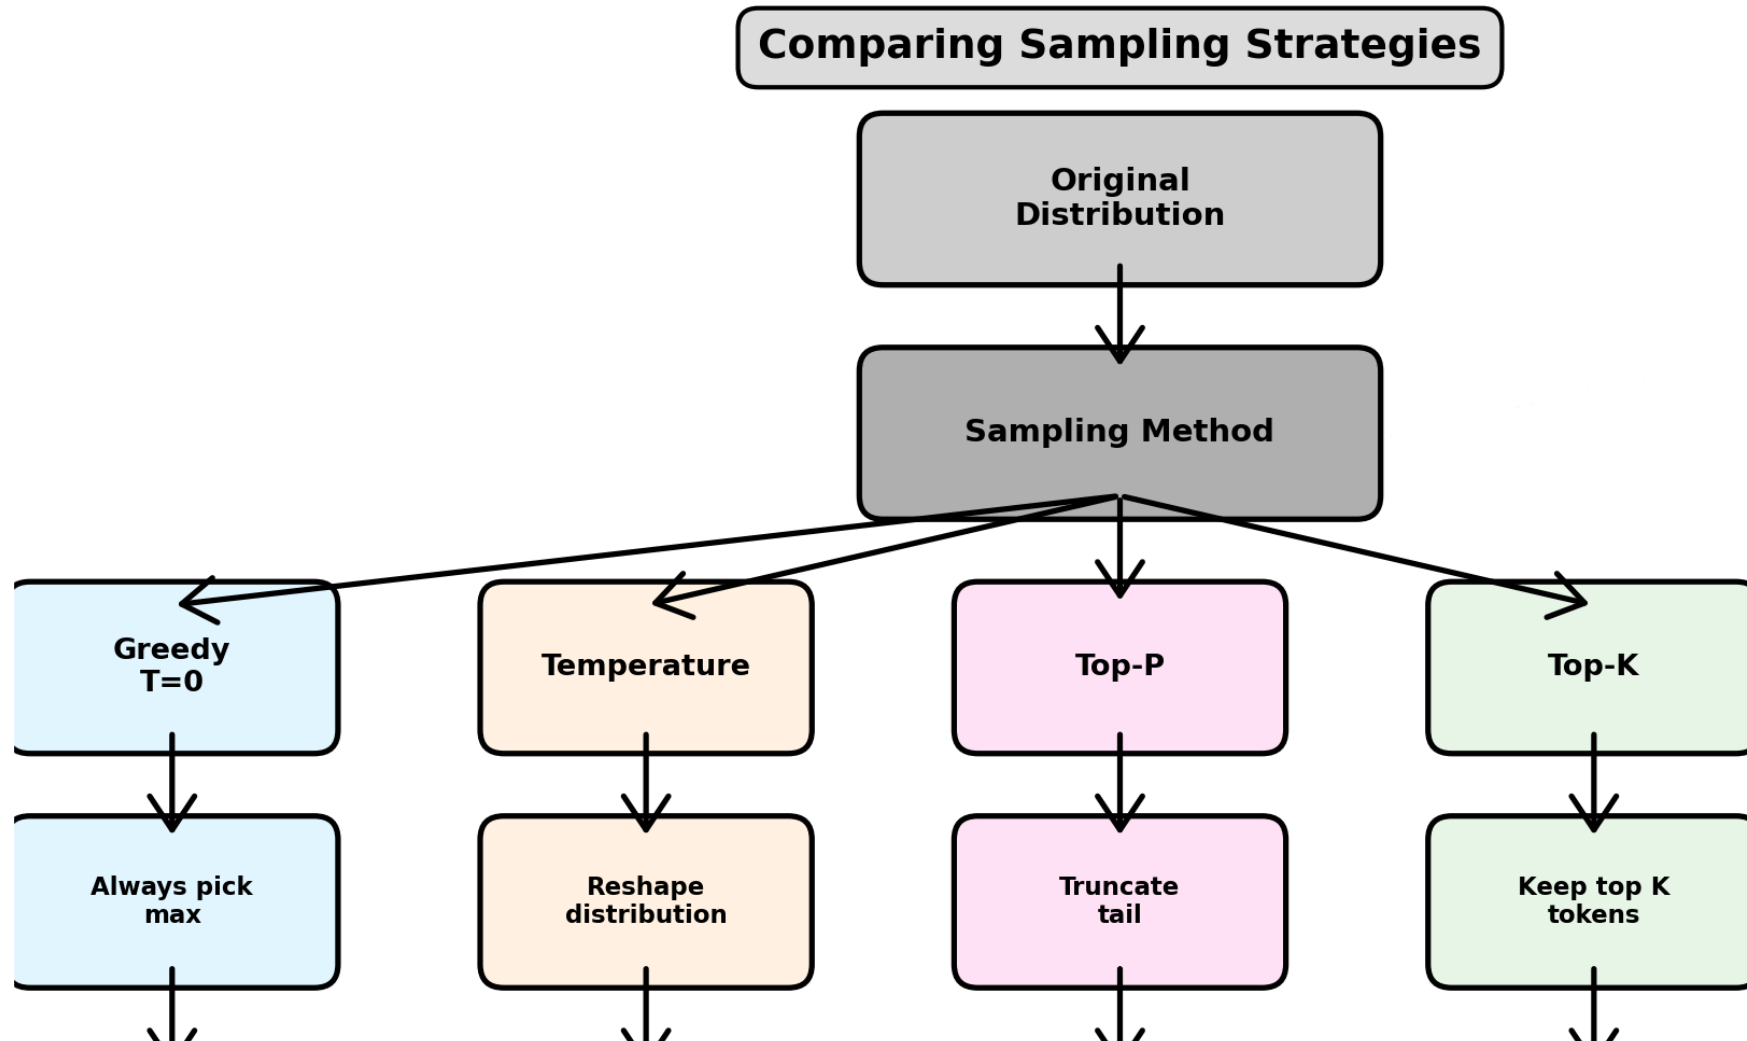 Comparing Sampling Strategies
Original
Distribution
Sampling Method
Greedy
T=0
Temperature
Top-P
Top-K
Always pick
max
Reshape
distribution
Truncate
tail
Keep top K
tokens